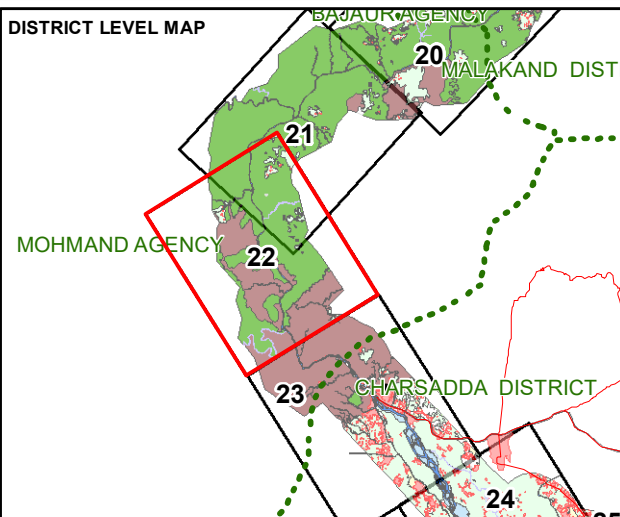 BAJAUR AGENCY
DISTRICT LEVEL MAP
20
MALAKAND DIST
21
MOHMAND AGENCY
22
CHARSADDA DISTRICT
23
24